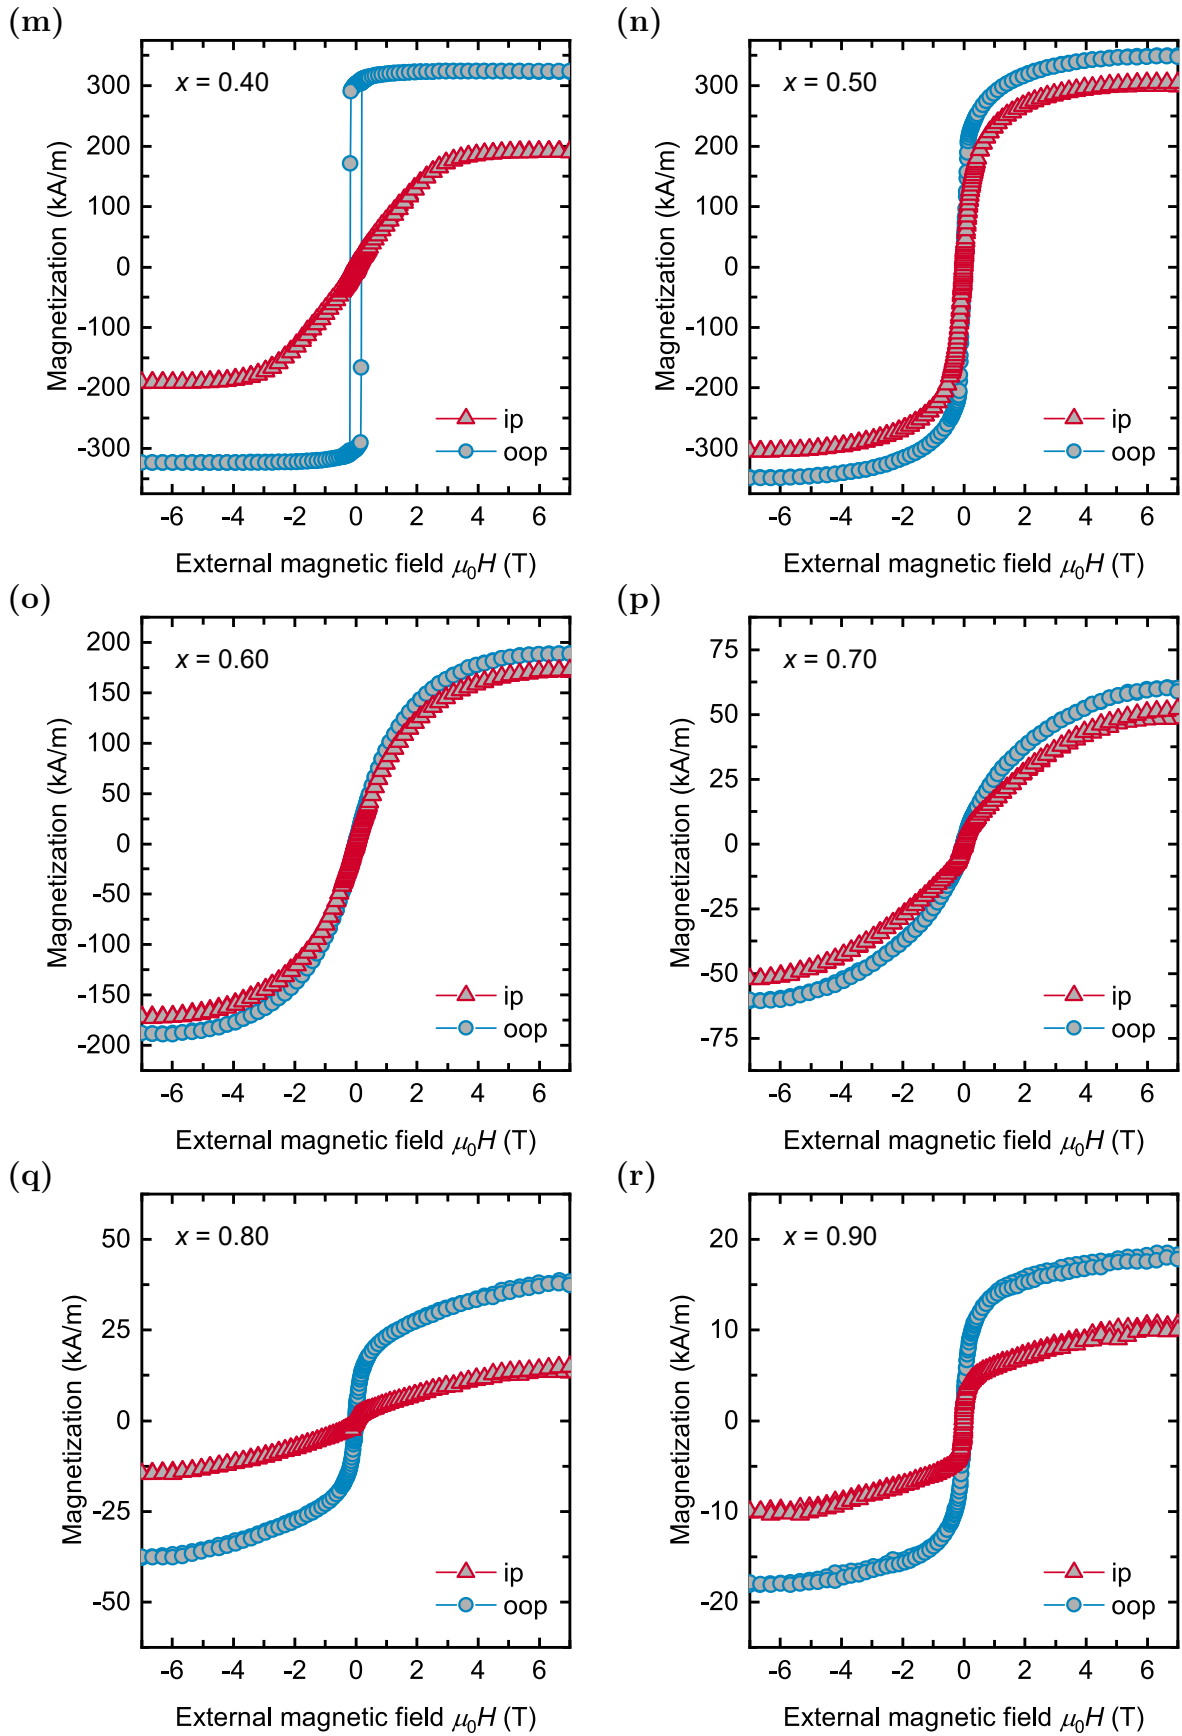 (m)
x = 0.40
Magnetization (kA/m)
300
200
100
0
-100
-200
-300
-6 -4 -2 0 2 4 6
External magnetic field μ₀H (T)
ip
oop
(n)
x = 0.50
Magnetization (kA/m)
300
200
100
0
-100
-200
-300
-6 -4 -2 0 2 4 6
External magnetic field μ₀H (T)
ip
oop
(o)
x = 0.60
Magnetization (kA/m)
200
150
100
50
0
-50
-100
-150
-200
-6 -4 -2 0 2 4 6
External magnetic field μ₀H (T)
ip
oop
(p)
x = 0.70
Magnetization (kA/m)
75
50
25
0
-25
-50
-75
-6 -4 -2 0 2 4 6
External magnetic field μ₀H (T)
ip
oop
(q)
x = 0.80
Magnetization (kA/m)
50
25
0
-25
-50
-6 -4 -2 0 2 4 6
External magnetic field μ₀H (T)
ip
oop
(r)
x = 0.90
Magnetization (kA/m)
20
10
0
-10
-20
-6 -4 -2 0 2 4 6
External magnetic field μ₀H (T)
ip
oop